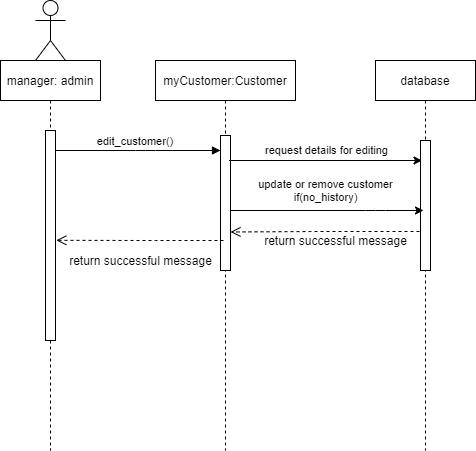 manager: admin
myCustomer:Customer
database
edit_customer()
request details for editing
update or remove customer
if(no_history)
return successful message
return successful message